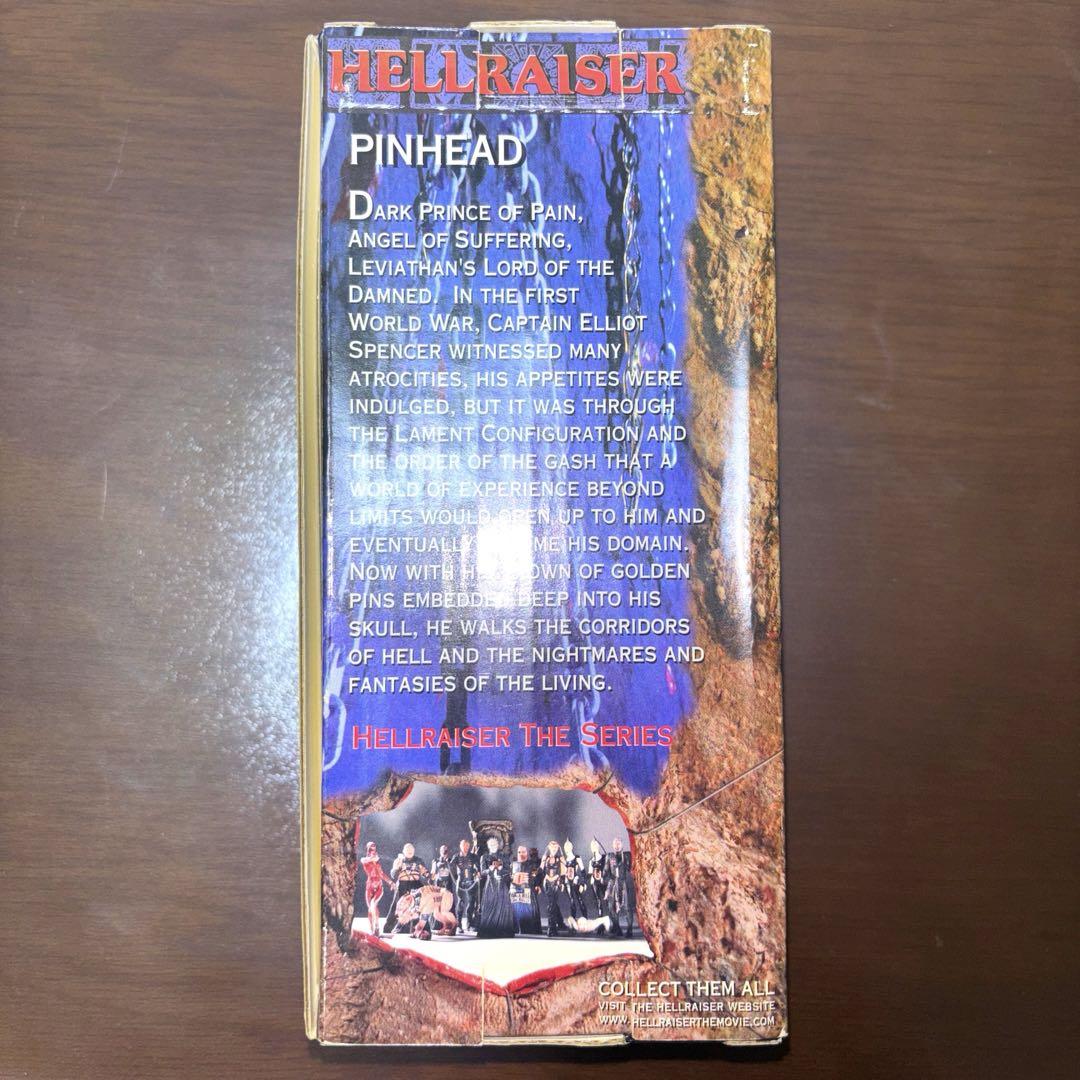 HELLRAISER
PINHEAD
DARK PRINCE OF PAIN,
ANGEL OF SUFFERING,
LEVIATHAN'S LORD OF THE
DAMNED. IN THE FIRST
WORLD WAR, CAPTAIN ELLIOT
SPENCER WITNESSED MANY
ATROCITIES, HIS APPETITES WERE
INDULGED, BUT IT WAS THROUGH
THE LAMENT CONFIGURATION AND
THE ORDER OF THE GASH THAT A
WORLD OF EXPERIENCE BEYOND
LIMITS WOULD OPEN UP TO HIM AND
EVENTUALLY HIS DOMAIN.
NOW WITH OF GOLDEN
PINS EMBEDDED DEEP INTO HIS
SKULL, HE WALKS THE CORRIDORS
OF HELL AND THE NIGHTMARES AND
FANTASIES OF THE LIVING.
HELLRAISER THE SERIES
COLLECT THEM ALL
VISIT THE HELLRAISER WEBSITE
WWW.HELLRAISERTHEMOVIE.COM